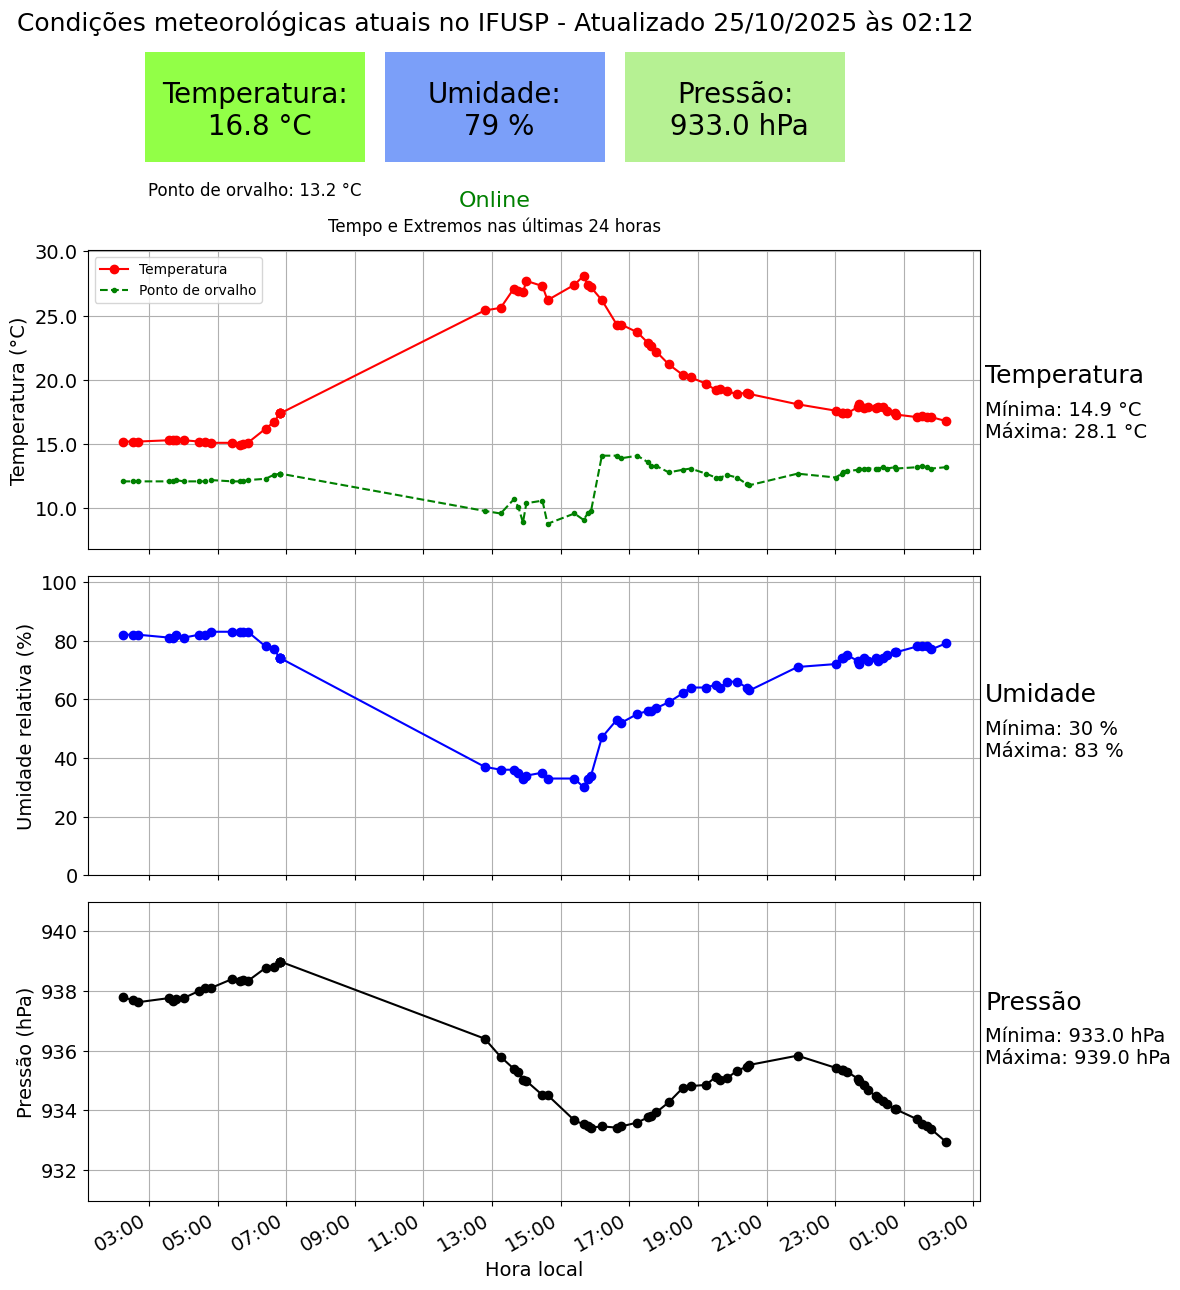 Condições meteorológicas atuais no IFUSP - Atualizado 25/10/2025 às 02:12
Temperatura:
16.8 °C
Umidade:
79 %
Pressão:
933.0 hPa
Ponto de orvalho: 13.2 °C
Online
Tempo e Extremos nas últimas 24 horas
Temperatura (°C)
30.0
25.0
20.0
15.0
10.0
Temperatura
Ponto de orvalho
Temperatura
Mínima: 14.9 °C
Máxima: 28.1 °C
Umidade relativa (%)
100
80
60
40
20
0
Umidade
Mínima: 30 %
Máxima: 83 %
Pressão (hPa)
940
938
936
934
932
Pressão
Mínima: 933.0 hPa
Máxima: 939.0 hPa
03:00 05:00 07:00 09:00 11:00 13:00 15:00 17:00 19:00 21:00 23:00 01:00 03:00
Hora local